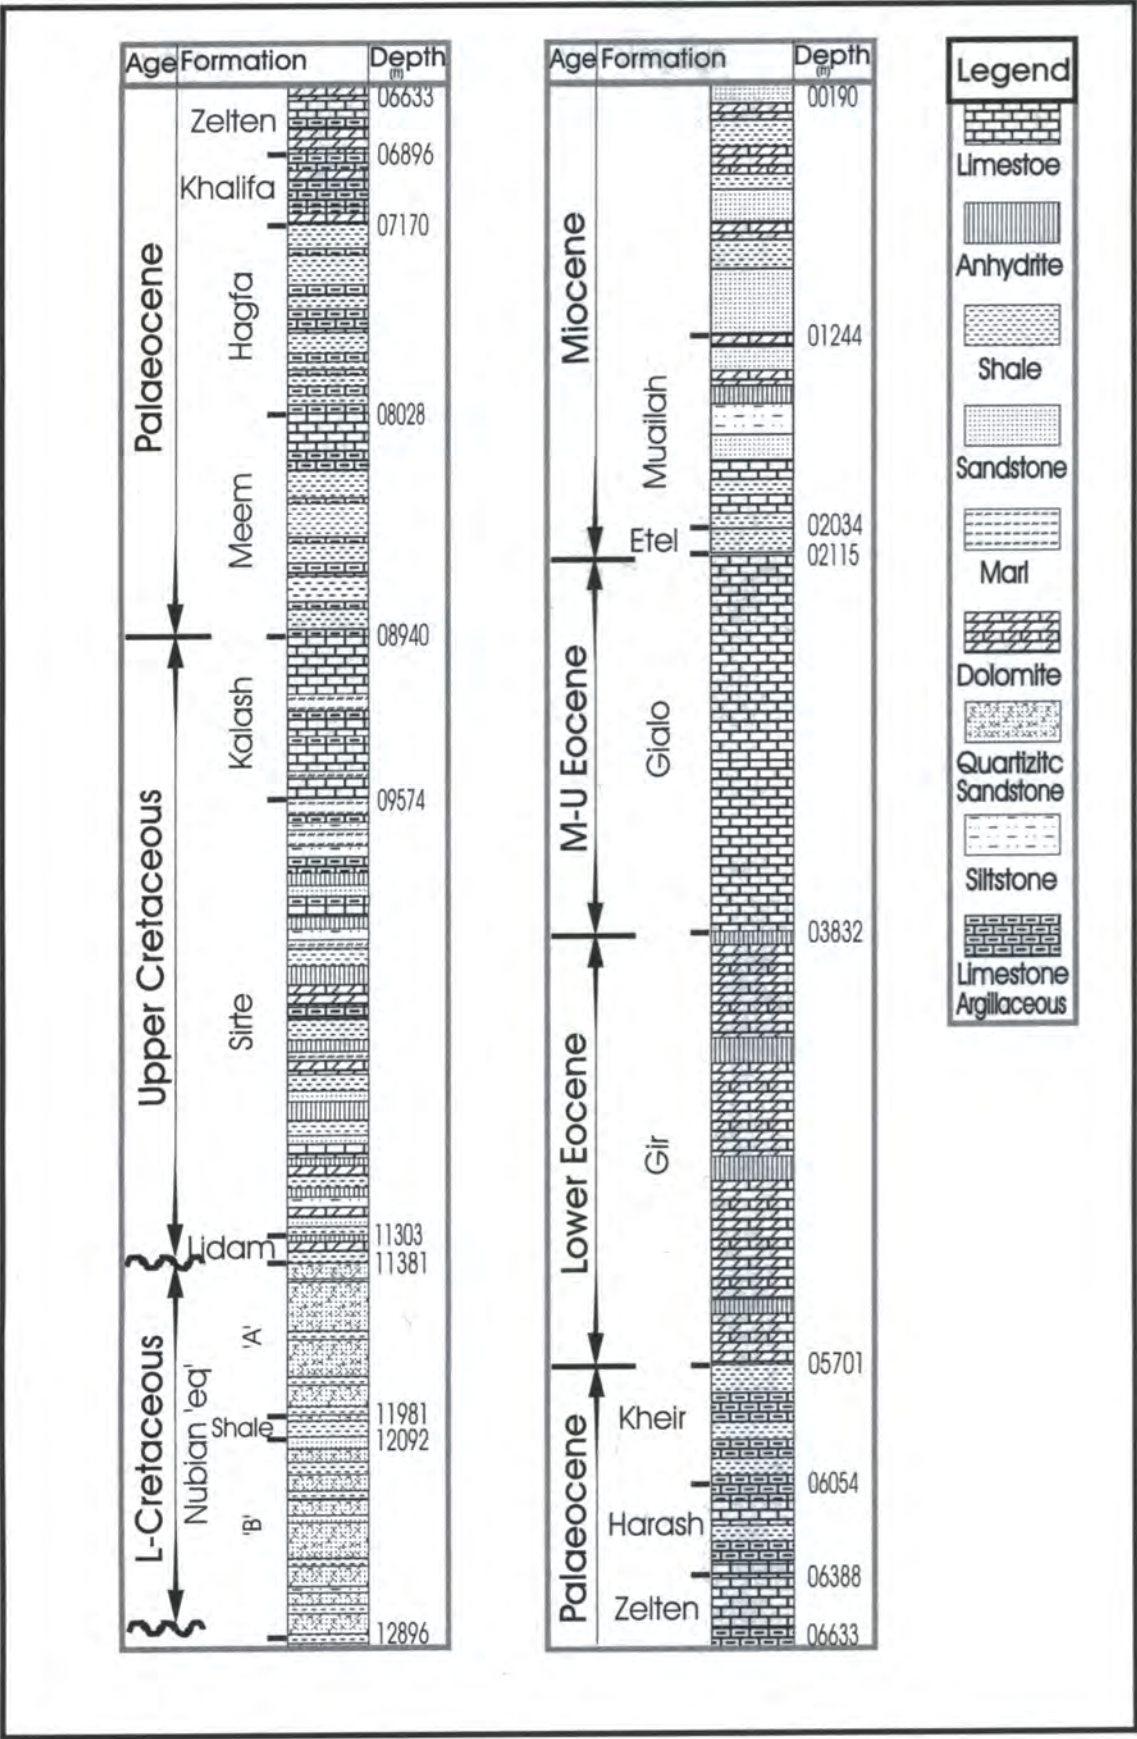 Age Formation Depth
(ft)
06633
Zelten
06896
Khalifa
07170
Palaeocene
Hagfa
08028
Meem
08940
Kalash
09574
Upper Cretaceous
Sirte
11303
Lidam
11381
L-Cretaceous
Nubian 'eq'
'A'
11981
Shale
12092
'B'
12896
Age Formation Depth
(ft)
00190
Miocene
01244
Muailah
02034
Etel
02115
M-U Eocene
Gialo
03832
Lower Eocene
Gir
05701
Palaeocene
Kheir
06054
Harash
06388
Zelten
06633
Legend
Limestoe
Anhydrite
Shale
Sandstone
Marl
Dolomite
Quartizitc
Sandstone
Siltstone
Limestone
Argillaceous